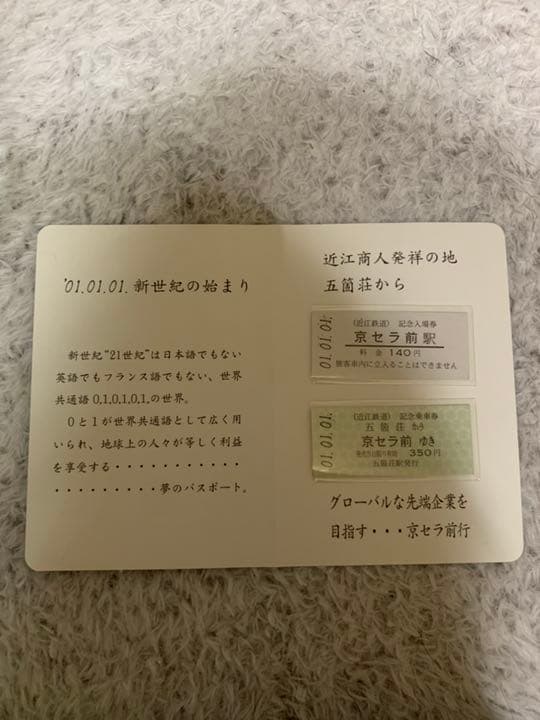 '01.01.01. 新世紀の始まり
新世紀“21世紀”は日本語でもない
英語でもフランス語でもない、世界
共通語 0,1,0,1,0,1,の世界。
0と1が世界共通語として広く用
いられ、地球上の人々が等しく利益
を享受する・・・・・・・・・・・・
・・・・・・・・・夢のパスポート。
近江商人発祥の地
五箇荘から
01.01.01.
(近江鉄道) 記念入場券
京セラ前駅
料金 140円
旅客車内に立入ることはできません
01.01.01.
(近江鉄道) 記念乗車券
五箇荘 から
京セラ前 ゆき
350円
五箇荘駅発行
グローバルな先端企業を
目指す・・・京セラ前行